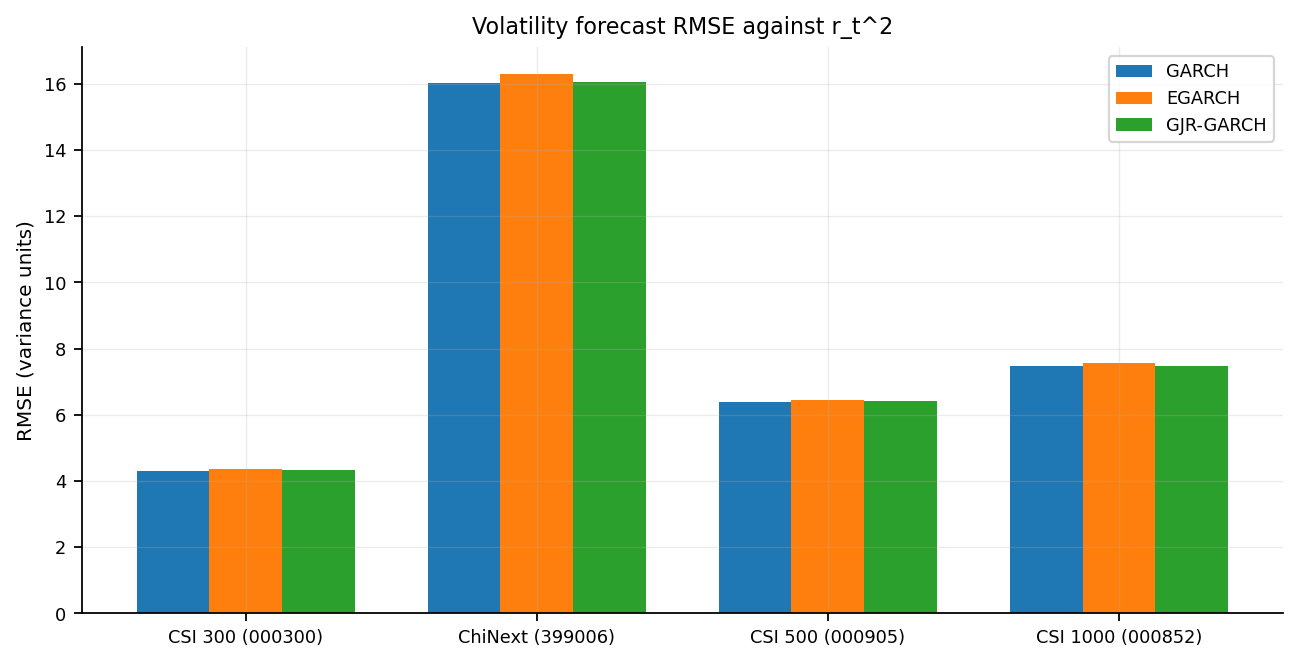 Volatility forecast RMSE against r_t^2
GARCH
EGARCH
GJR-GARCH
RMSE (variance units)
16
14
12
10
8
6
4
2
0
CSI 300 (000300)
ChiNext (399006)
CSI 500 (000905)
CSI 1000 (000852)